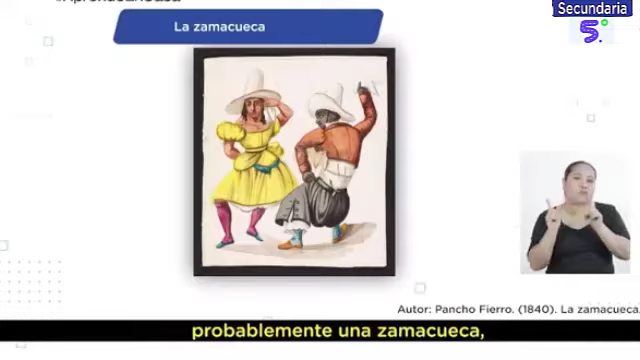 Secundaria
5°
La zamacueca
Autor: Pancho Fierro. (1840). La zamacueca.
probablemente una zamacueca,